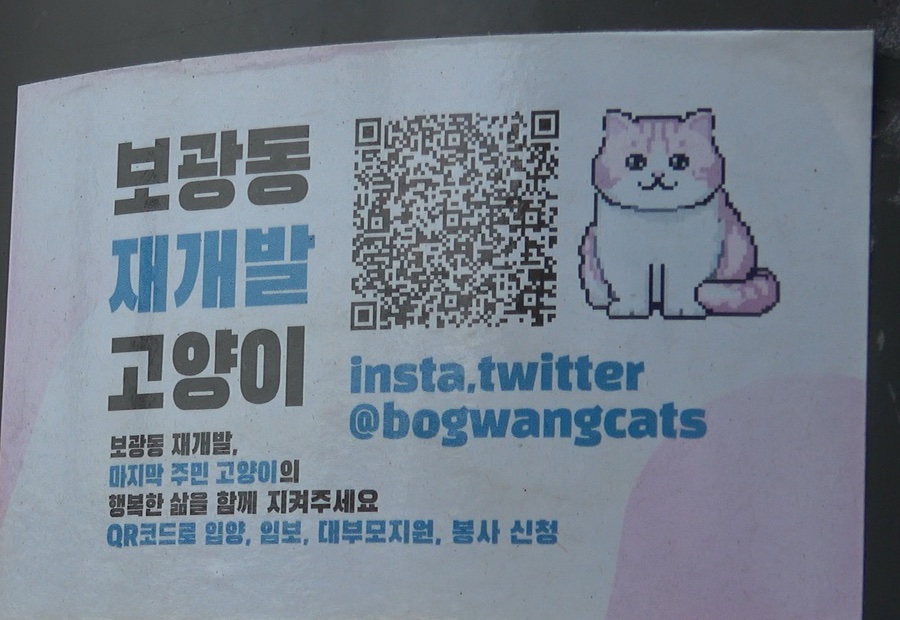 보광동
재개발
고양이
보광동 재개발,
마지막 주민 고양이의
행복한 삶을 함께 지켜주세요
QR코드로 입양, 임보, 대부모지원, 봉사 신청
insta.twitter
@bogwangcats